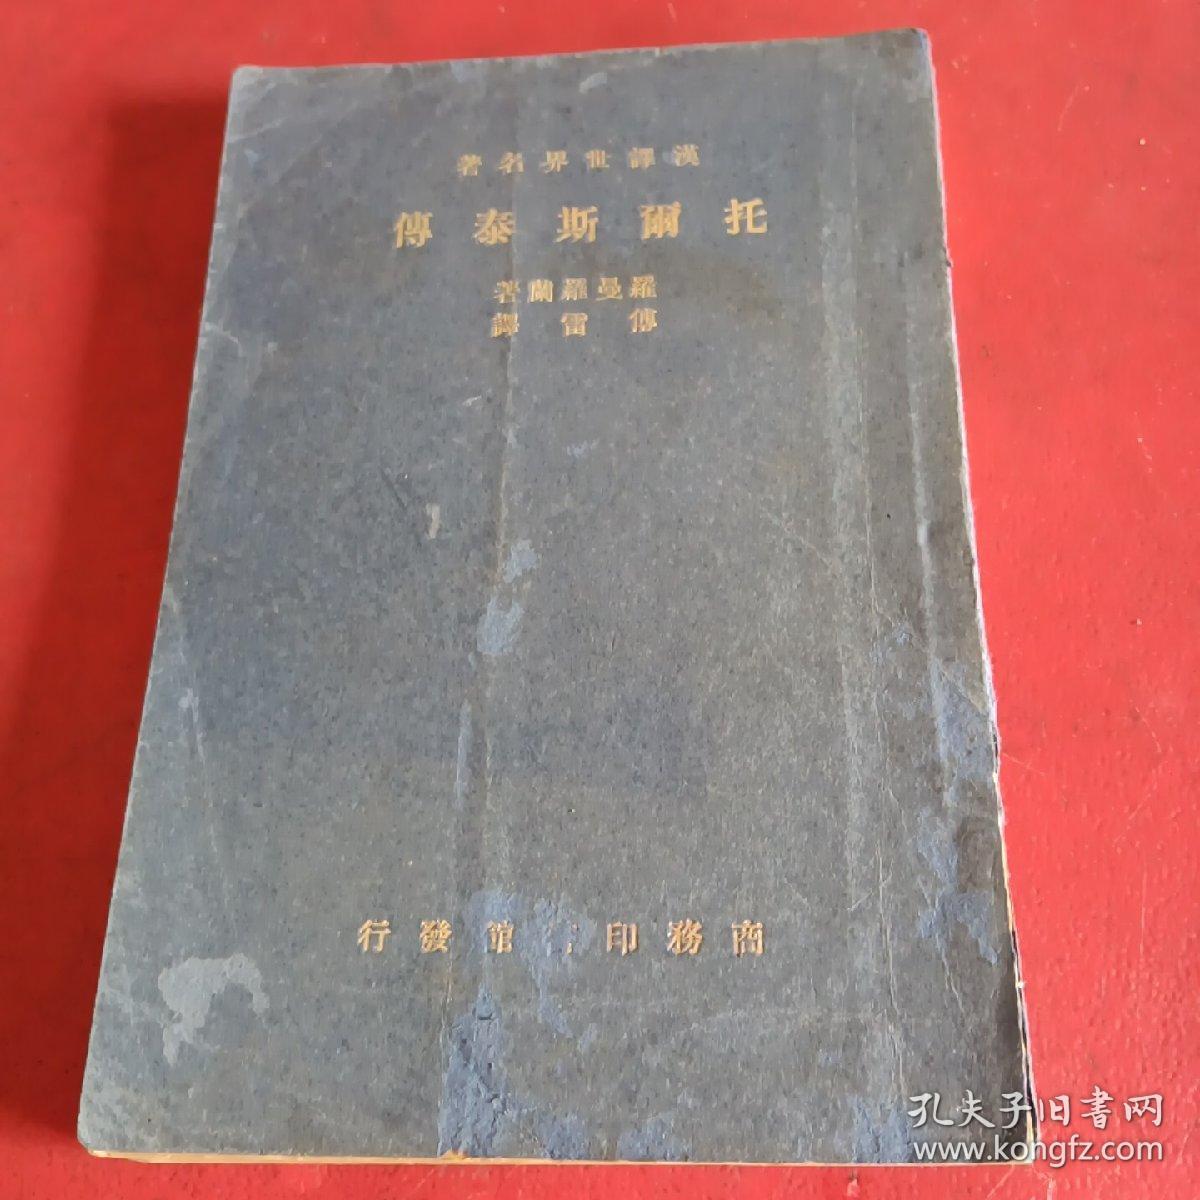 漢譯世界名著
托爾斯泰傳
羅曼羅蘭著
傅雷譯
商務印館發行
孔夫子旧書网
www.kongfz.com